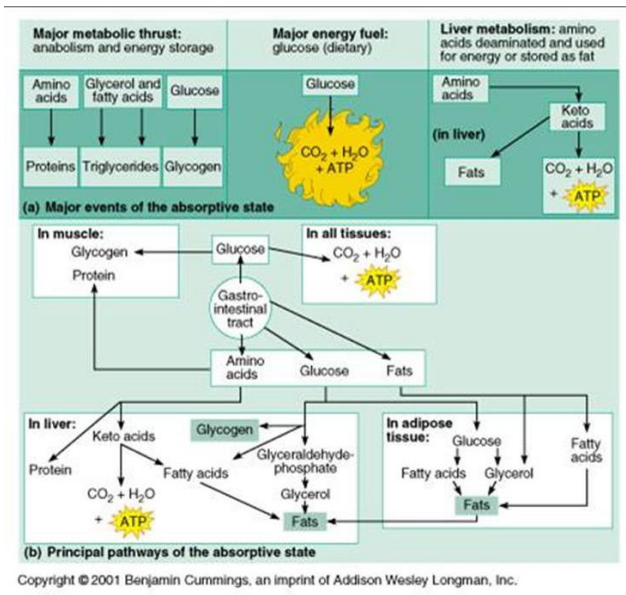 Major metabolic thrust:
anabolism and energy storage
Major energy fuel:
glucose (dietary)
Liver metabolism: amino
acids deaminated and used
for energy or stored as fat
Amino
acids
Glycerol and
fatty acids
Glucose
Proteins
Triglycerides
Glycogen
Glucose
CO₂ + H₂O
+ ATP
Amino
acids
Keto
acids
(in liver)
Fats
CO₂ + H₂O
+ ATP
(a) Major events of the absorptive state
In muscle:
Glycogen
Protein
Glucose
In all tissues:
CO₂ + H₂O
+ ATP
Gastro-
intestinal
tract
Amino
acids
Glucose
Fats
In liver:
Keto acids
Protein
CO₂ + H₂O
+ ATP
Glycogen
Fatty acids
Glyceraldehyde-
phosphate
Glycerol
Fats
In adipose
tissue:
Glucose
Fatty acids
Glycerol
Fatty
acids
Fats
(b) Principal pathways of the absorptive state
Copyright © 2001 Benjamin Cummings, an imprint of Addison Wesley Longman, Inc.